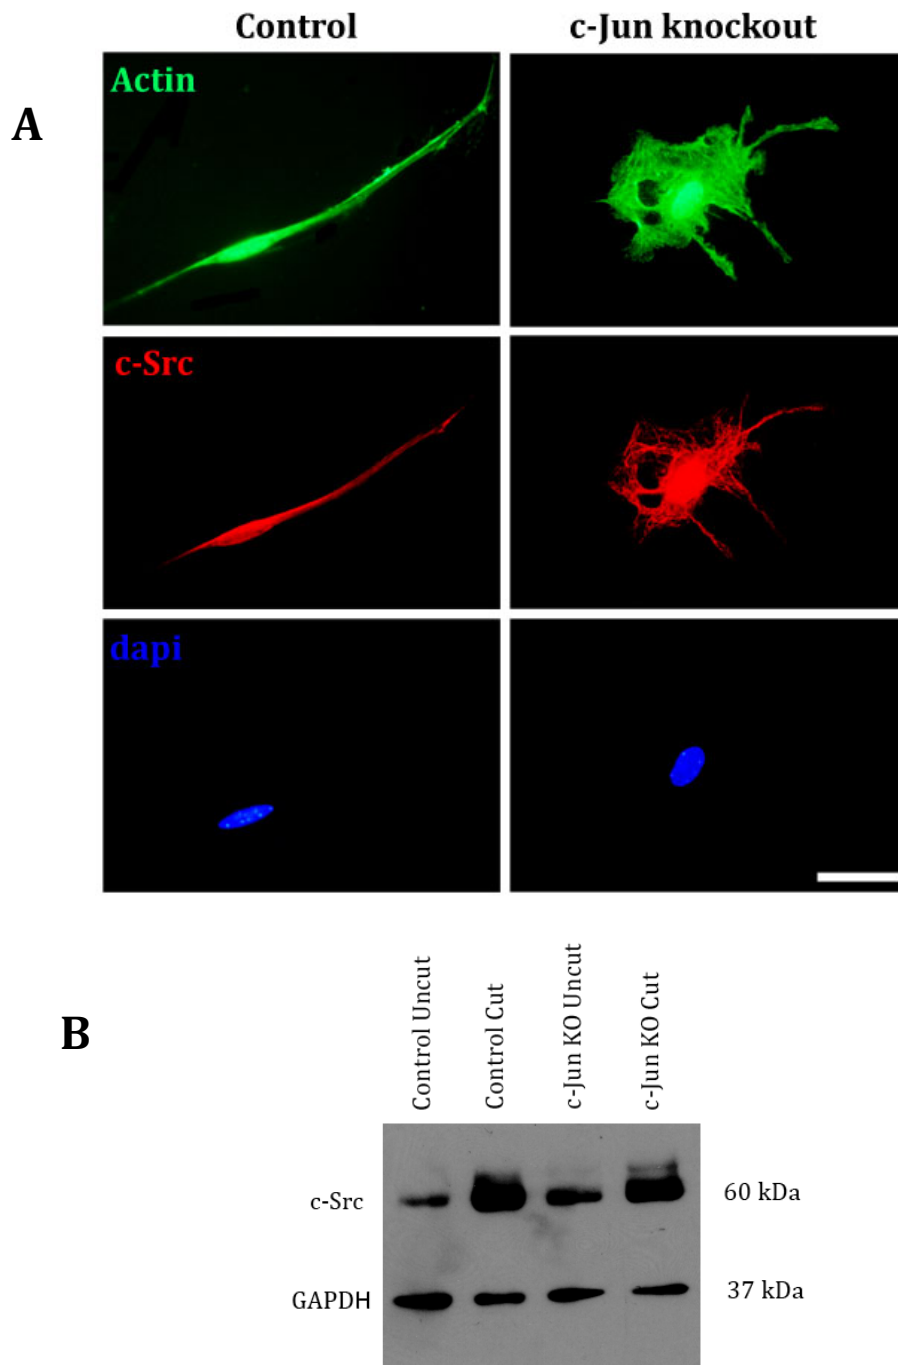 Control c-Jun knockout
A
Actin
c-Src
dapi
B
Control Uncut
Control Cut
c-Jun KO Uncut
c-Jun KO Cut
c-Src 60 kDa
GAPDH 37 kDa